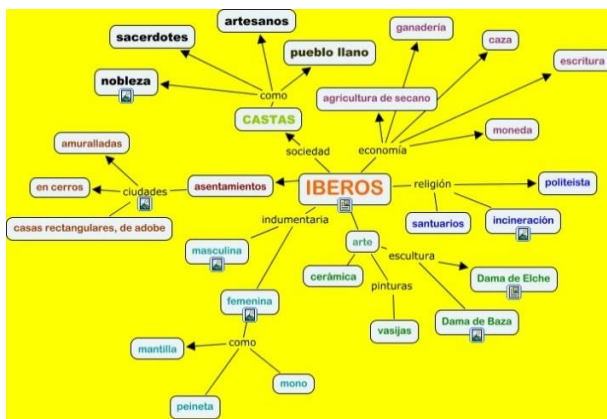 artesanos
ganadería
sacerdotes
caza
pueblo llano
escritura
nobleza
como
agricultura de secano
CASTAS
moneda
amuralladas
sociedad
economía
en cerros
ciudades
asentamientos
IBEROS
religión
politeista
casas rectangulares, de adobe
indumentaria
santuarios
incineraciòn
masculina
arte
escultura
ceràmica
Dama de Elche
pinturas
femenina
vasijas
Dama de Baza
mantilla
como
mono
peineta